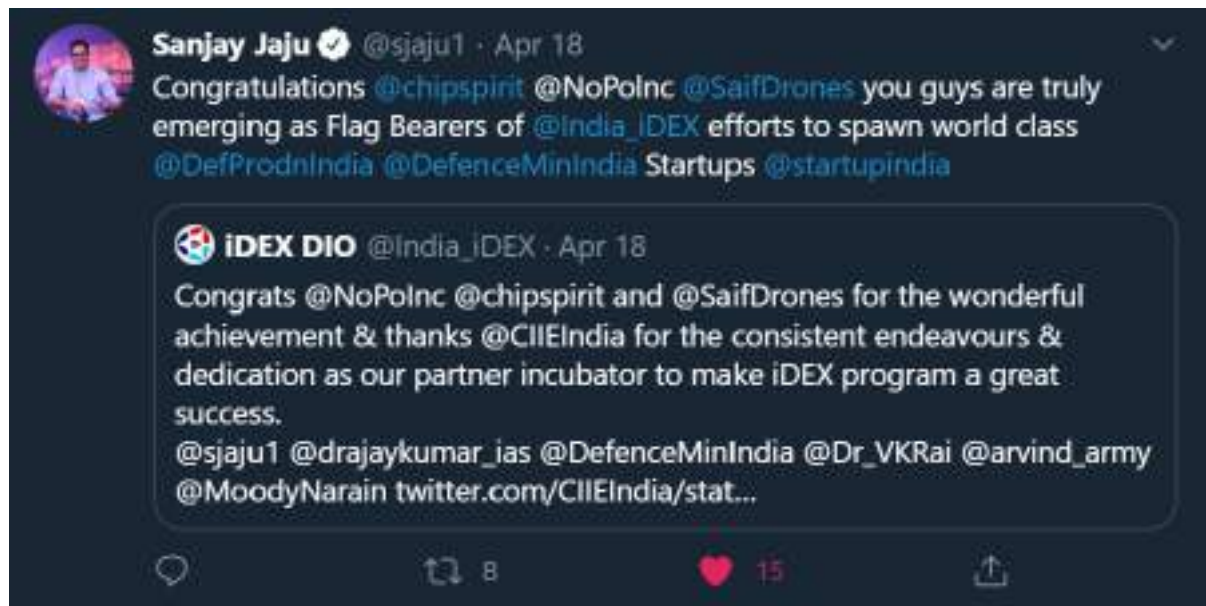 Sanjay Jaju @sjaju1 · Apr 18
Congratulations @chipspirit @NoPoInc @SaifDrones you guys are truly
emerging as Flag Bearers of @India_iDEX efforts to spawn world class
@DefProdnIndia @DefenceMinIndia Startups @startupindia
iDEX DIO @India_iDEX · Apr 18
Congrats @NoPoInc @chipspirit and @SaifDrones for the wonderful
achievement & thanks @CIIEIndia for the consistent endeavours &
dedication as our partner incubator to make iDEX program a great
success.
@sjaju1 @drajaykumar_ias @DefenceMinIndia @Dr_VKRai @arvind_army
@MoodyNarain twitter.com/CIIEIndia/stat...
8 15